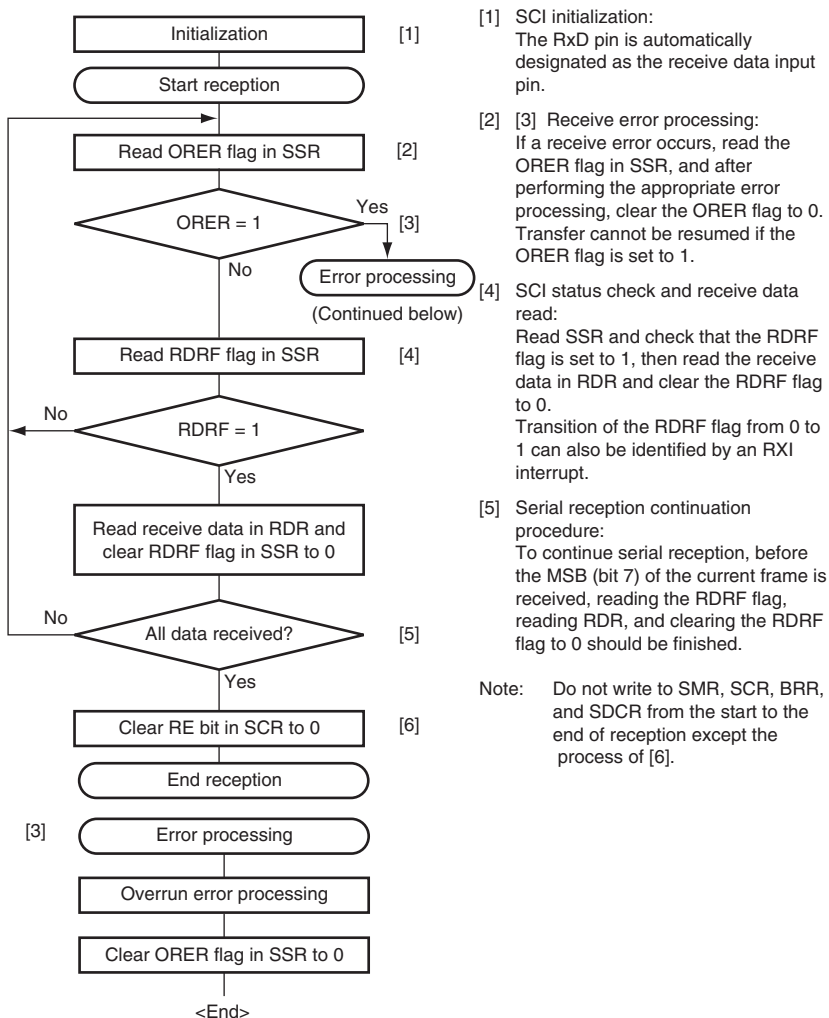 Initialization
[1]
Start reception
Read ORER flag in SSR
[2]
ORER = 1
Yes
[3]
No
Error processing
(Continued below)
Read RDRF flag in SSR
[4]
No
RDRF = 1
Yes
Read receive data in RDR and
clear RDRF flag in SSR to 0
No
All data received?
[5]
Yes
Clear RE bit in SCR to 0
[6]
End reception
[3]
Error processing
Overrun error processing
Clear ORER flag in SSR to 0
<End>
[1] SCI initialization:
The RxD pin is automatically
designated as the receive data input
pin.
[2] [3] Receive error processing:
If a receive error occurs, read the
ORER flag in SSR, and after
performing the appropriate error
processing, clear the ORER flag to 0.
Transfer cannot be resumed if the
ORER flag is set to 1.
[4] SCI status check and receive data
read:
Read SSR and check that the RDRF
flag is set to 1, then read the receive
data in RDR and clear the RDRF flag
to 0.
Transition of the RDRF flag from 0 to
1 can also be identified by an RXI
interrupt.
[5] Serial reception continuation
procedure:
To continue serial reception, before
the MSB (bit 7) of the current frame is
received, reading the RDRF flag,
reading RDR, and clearing the RDRF
flag to 0 should be finished.
Note: Do not write to SMR, SCR, BRR,
and SDCR from the start to the
end of reception except the
process of [6].